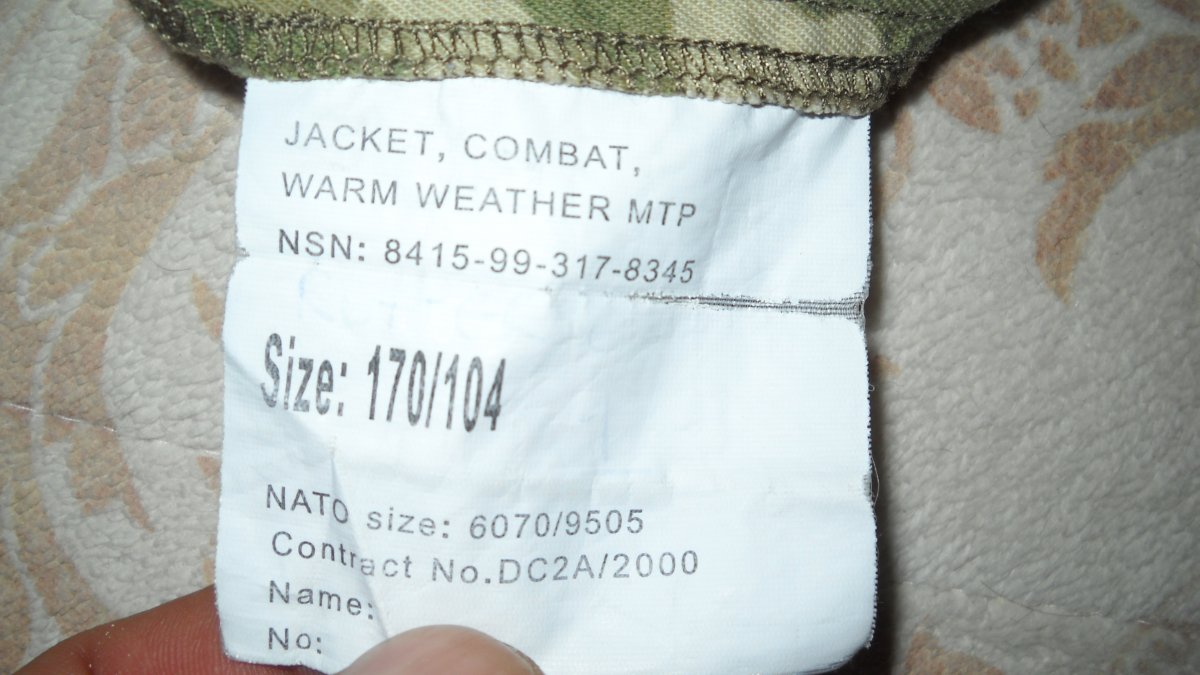 JACKET, COMBAT,
WARM WEATHER MTP
NSN: 8415-99-317-8345
Size: 170/104
NATO size: 6070/9505
Contract No.DC2A/2000
Name:
No: